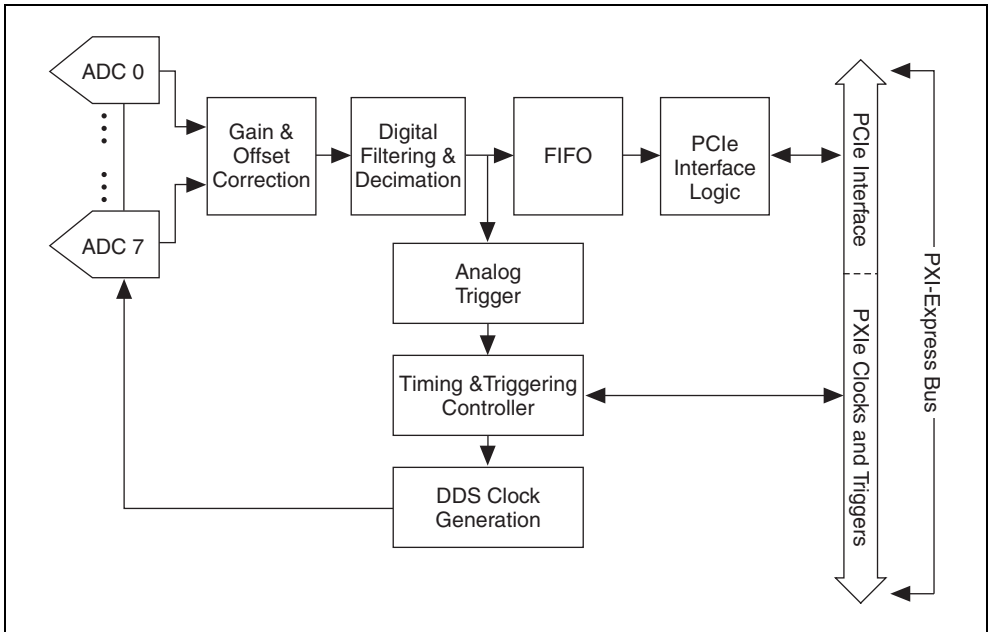 ADC 0
ADC 7
Gain &
Offset
Correction
Digital
Filtering &
Decimation
FIFO
PCIe
Interface
Logic
Analog
Trigger
Timing &Triggering
Controller
DDS Clock
Generation
PCIe Interface
PXIe Clocks and Triggers
PXI-Express Bus